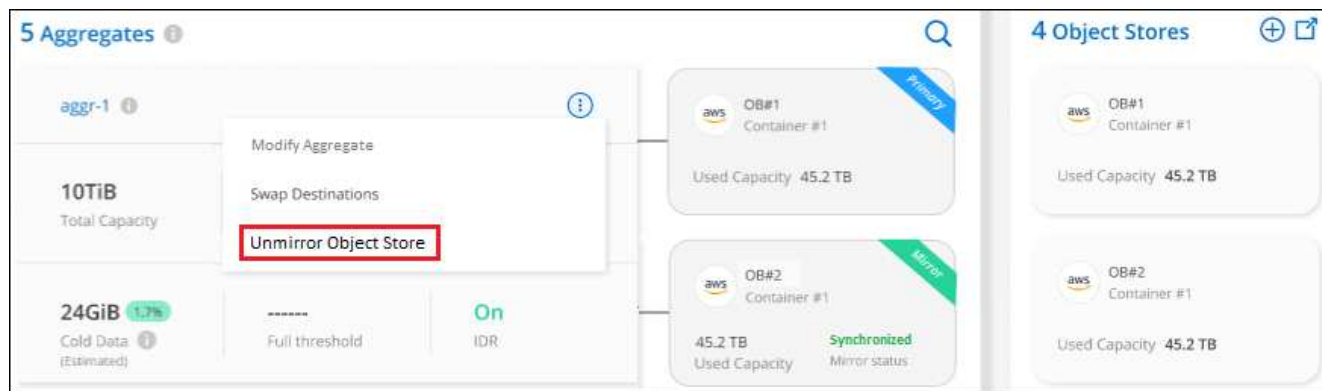 5 Aggregates
4 Object Stores
aggr-1
Modify Aggregate
Swap Destinations
Unmirror Object Store
10TiB
Total Capacity
24GiB 1.7%
Cold Data
(Estimated)
------
Full threshold
On
IDR
Primary
aws
OB#1
Container #1
Used Capacity 45.2 TB
Mirror
aws
OB#2
Container #1
45.2 TB
Used Capacity
Synchronized
Mirror status
aws
OB#1
Container #1
Used Capacity 45.2 TB
aws
OB#2
Container #1
Used Capacity 45.2 TB